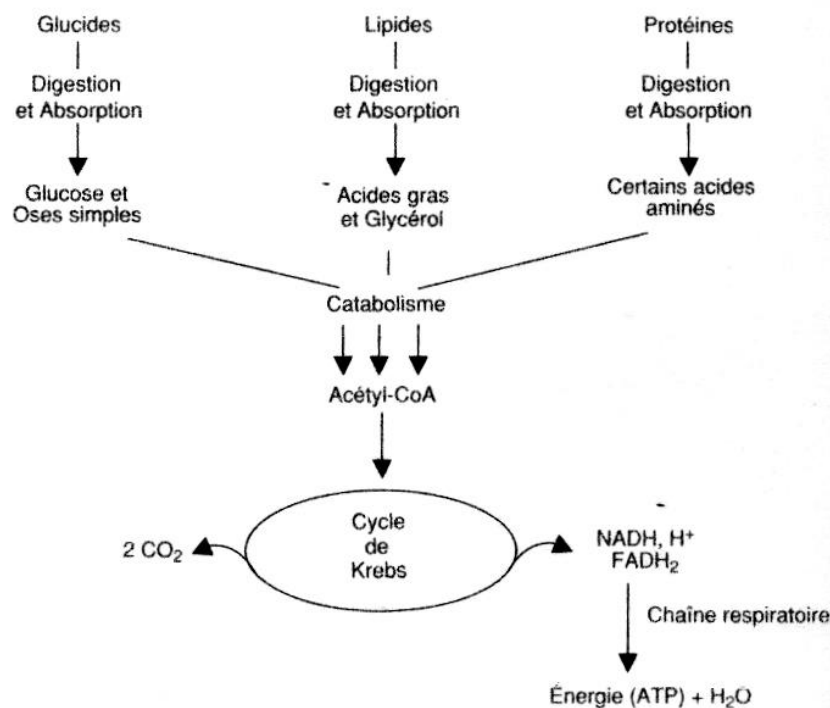 Glucides
Lipides
Protéines
Digestion
et Absorption
Digestion
et Absorption
Digestion
et Absorption
Glucose et
Oses simples
Acides gras
et Glycérol
Certains acides
aminés
Catabolisme
Acétyl-CoA
Cycle
de
Krebs
2 CO₂
NADH, H⁺
FADH₂
Chaîne respiratoire
Énergie (ATP) + H₂O